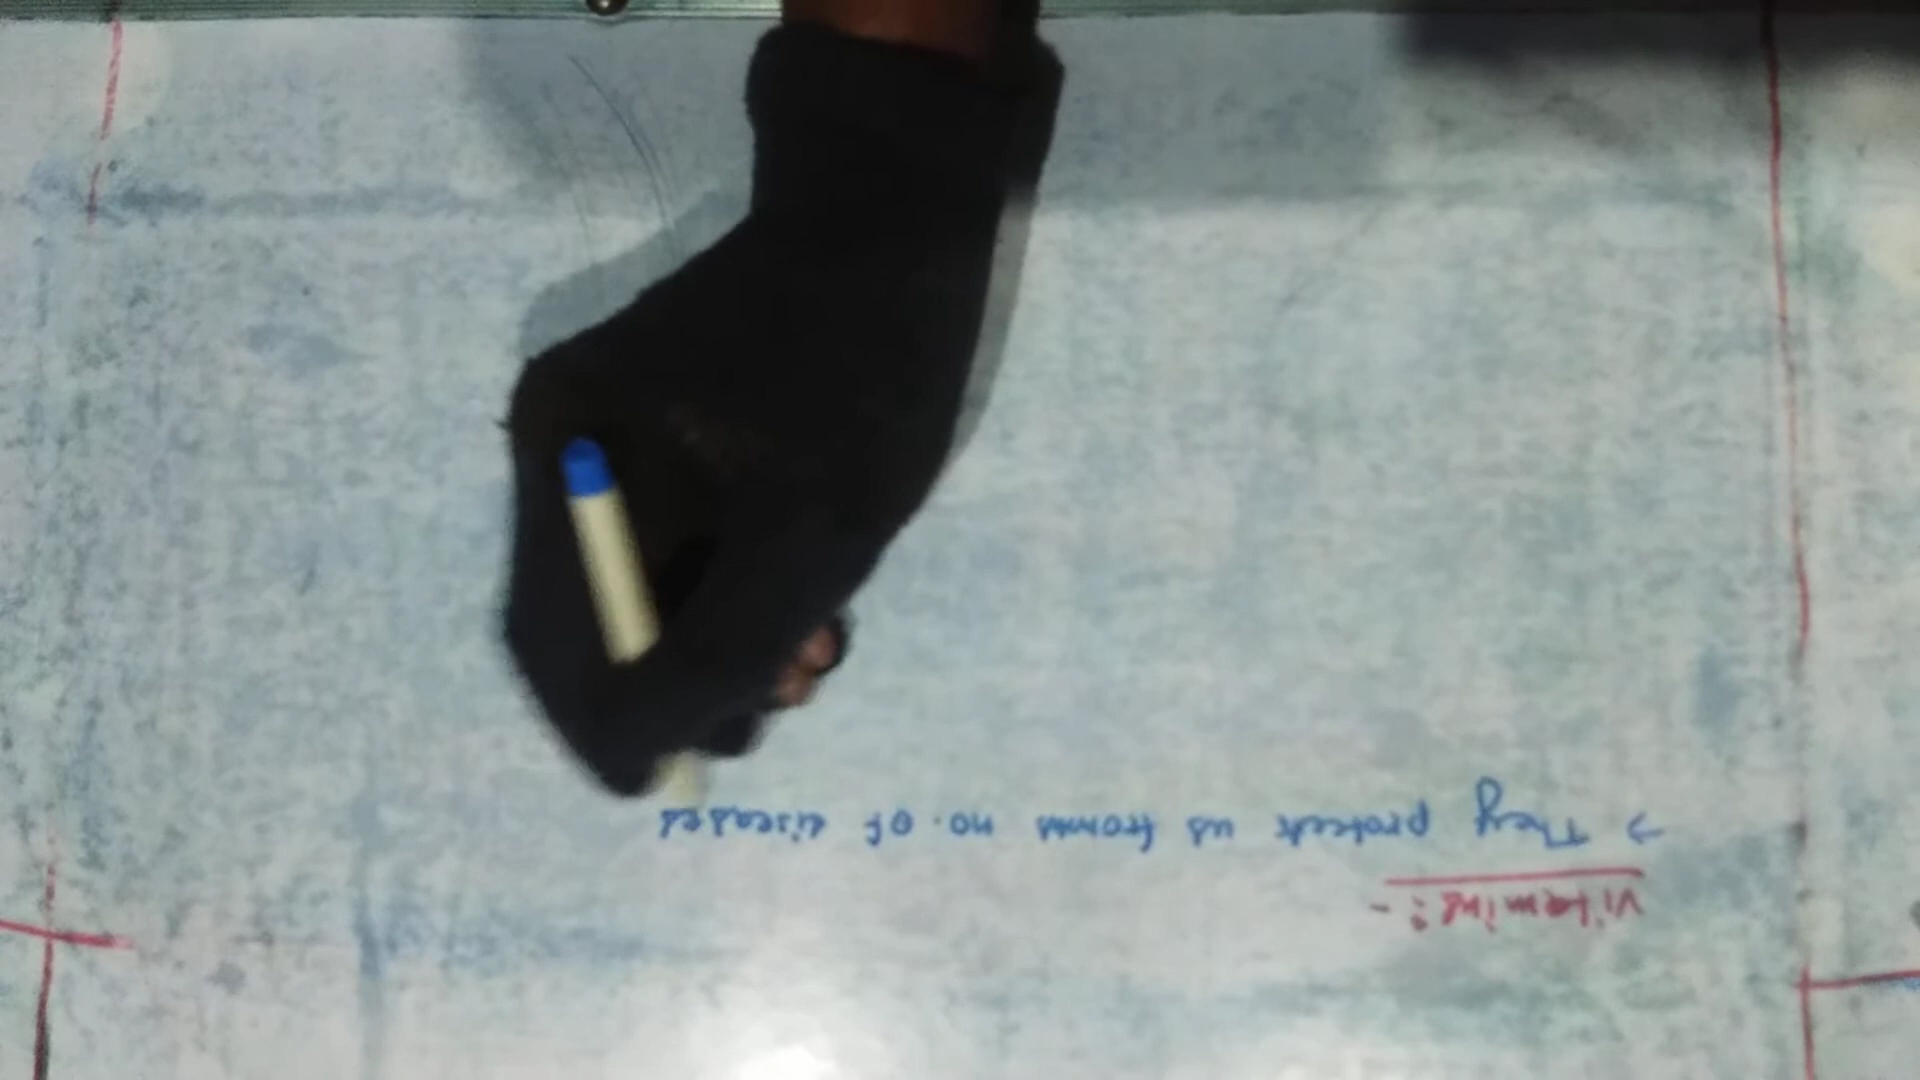 Vitamins:-
→ They protect us from no. of diseases